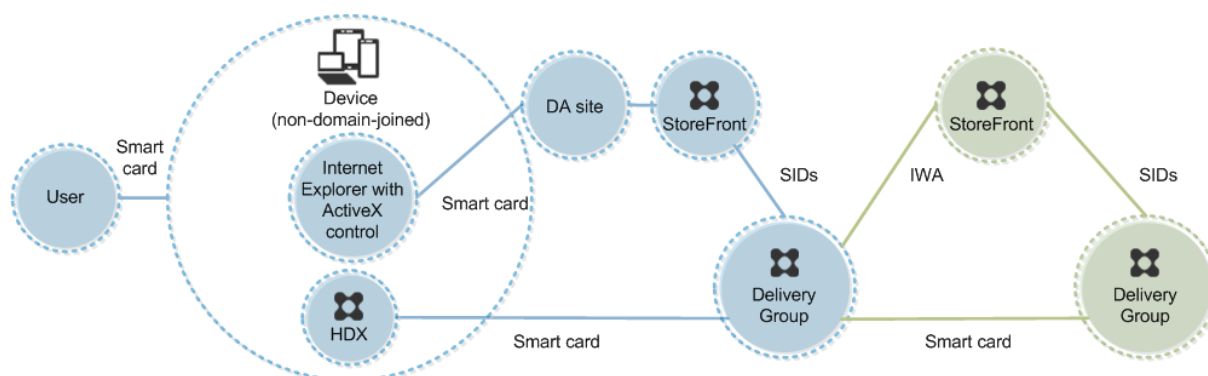 Device
(non-domain-joined)
Smart
card
User
Internet
Explorer with
ActiveX
control
Smart card
HDX
DA site
StoreFront
SIDs
Delivery
Group
Smart card
IWA
StoreFront
SIDs
Delivery
Group
Smart card